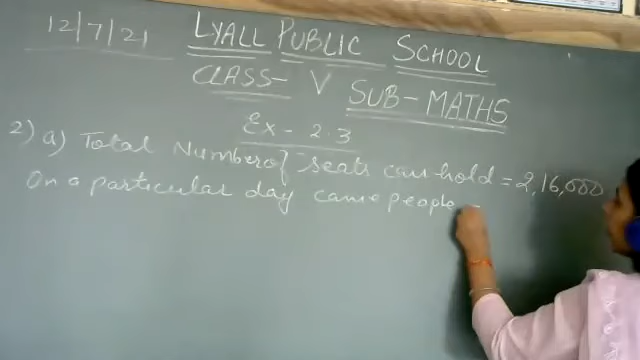 12/7/21 LYALL PUBLIC SCHOOL
CLASS- V SUB- MATHS
Ex - 2.3
2) a) Total Number of seats can hold = 2,16,000
On a particular day came people -